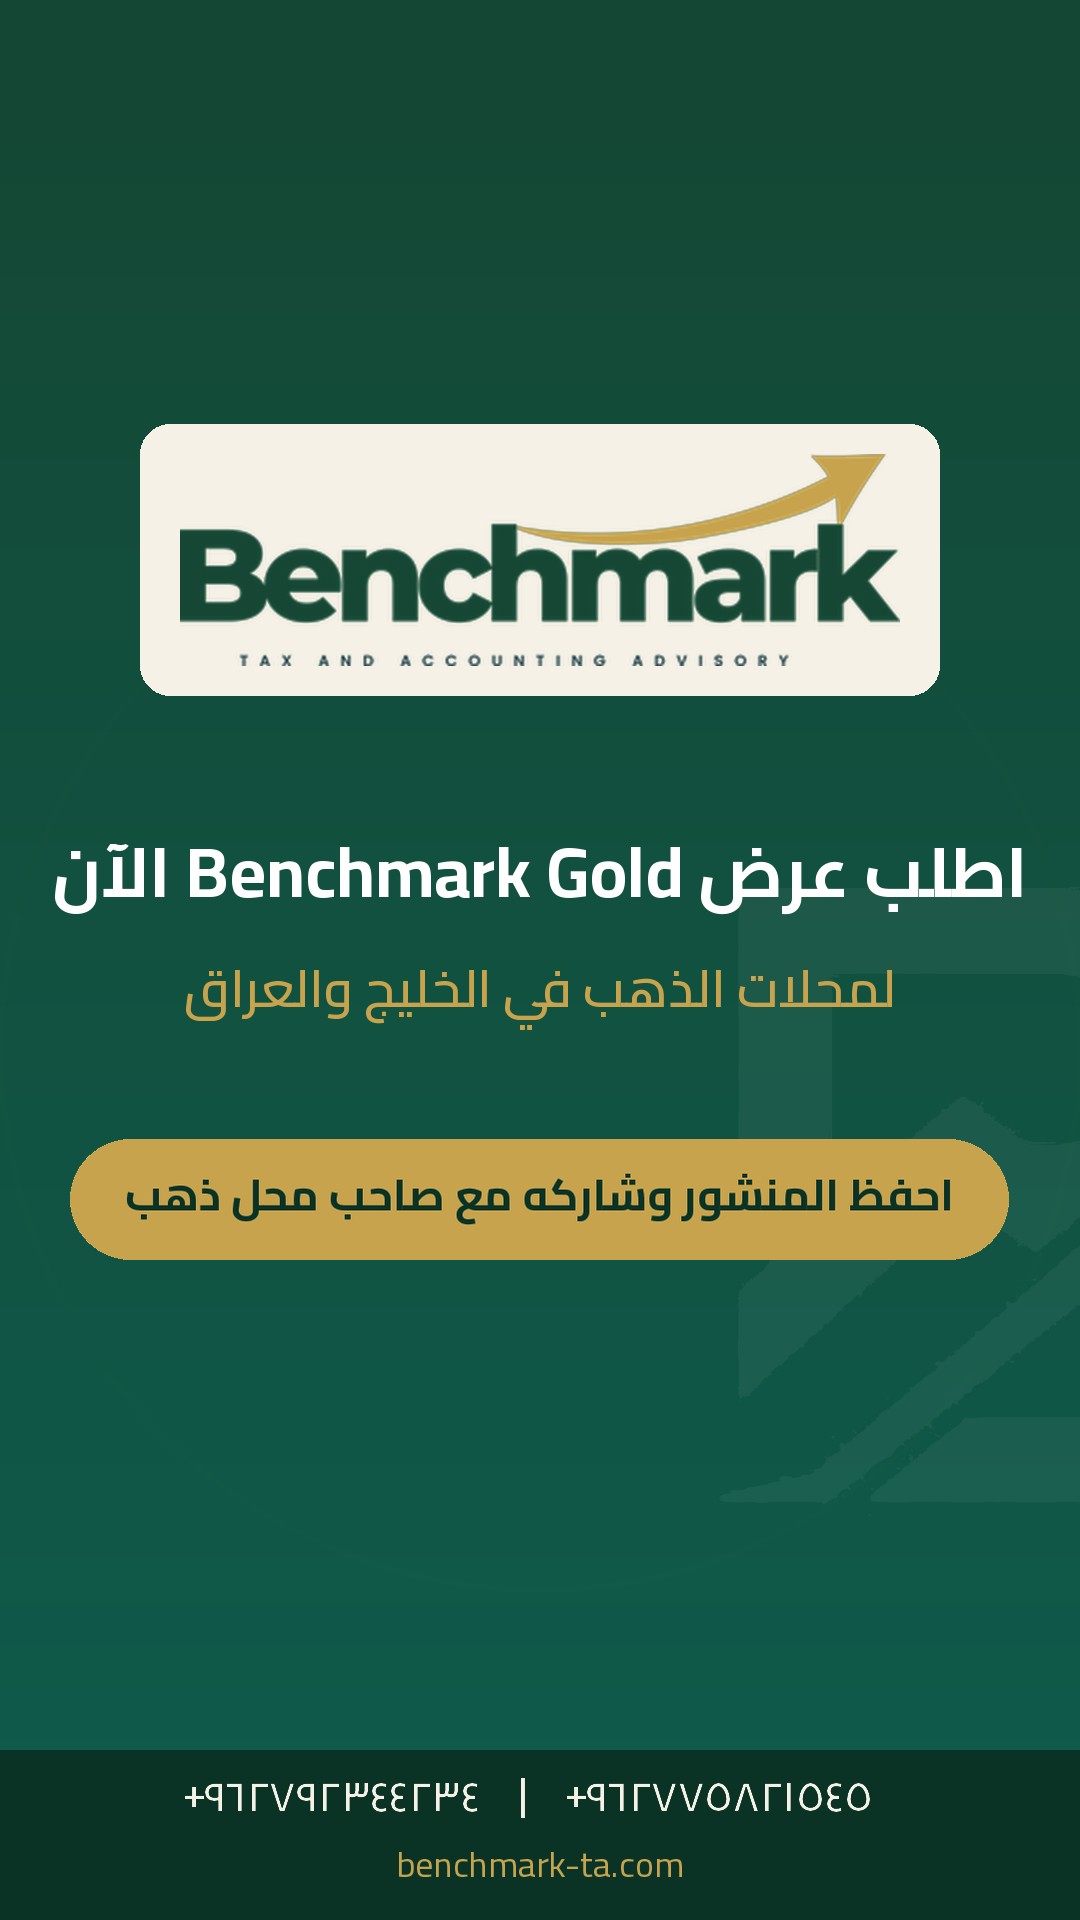 Benchmark
TAX AND ACCOUNTING ADVISORY
اطلب عرض Benchmark Gold الآن
لمحلات الذهب في الخليج والعراق
احفظ المنشور وشاركه مع صاحب محل ذهب
+٩٦٢٧٩٢٣٤٤٢٣٤ | +٩٦٢٧٧٥٨٢١٥٤٥
benchmark-ta.com